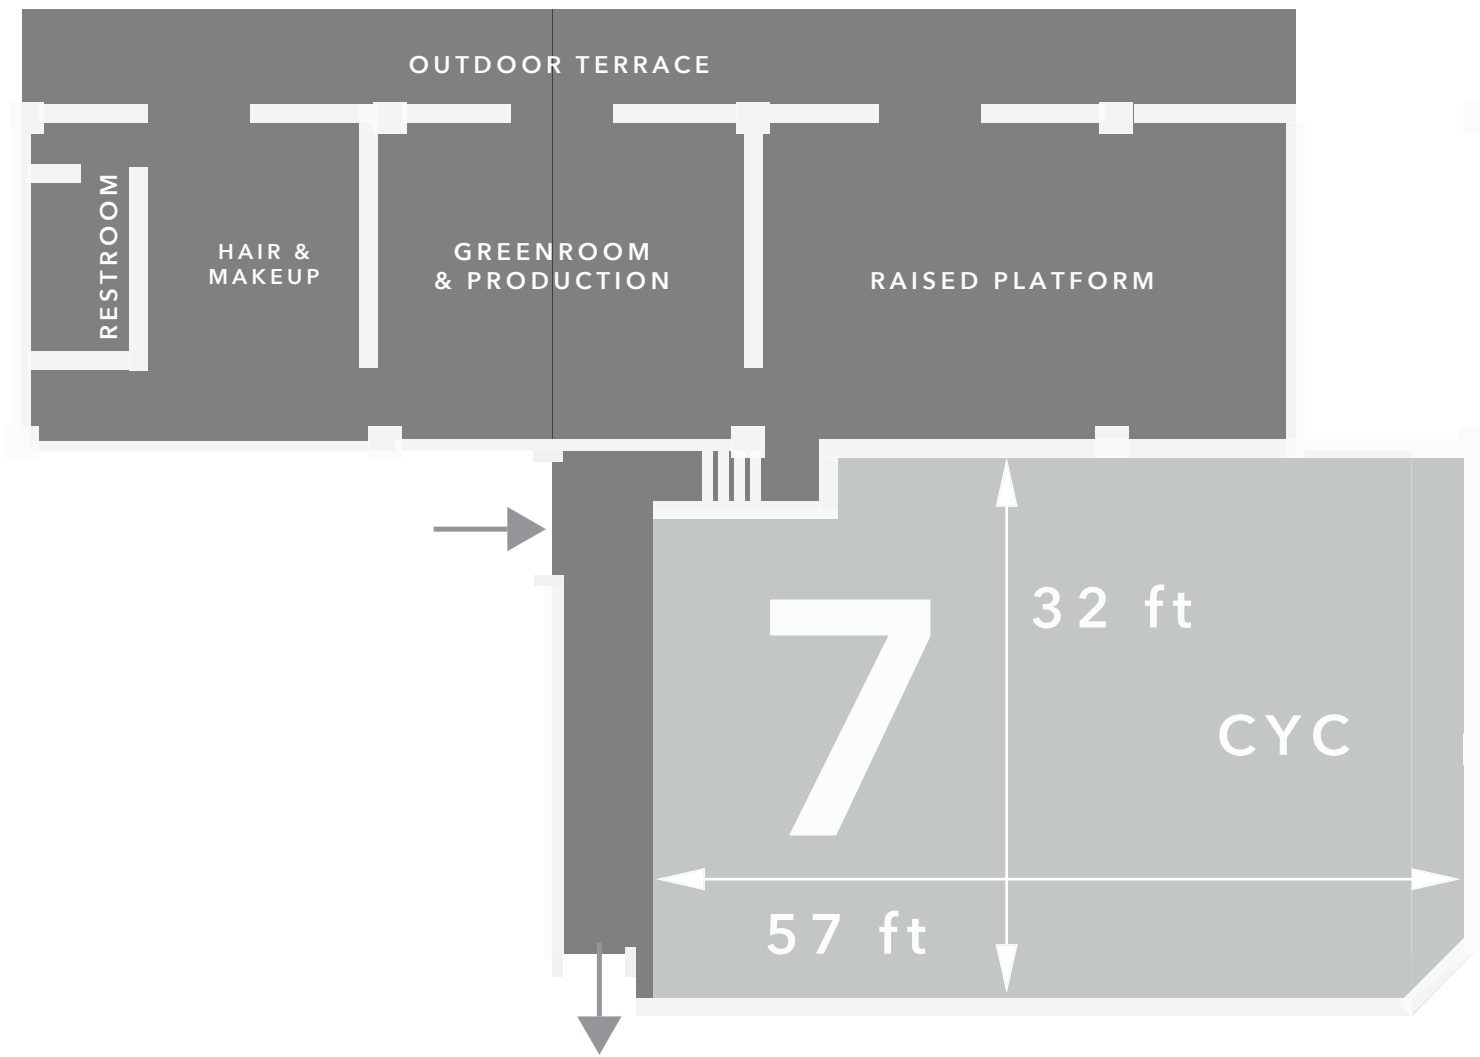 OUTDOOR TERRACE
RESTROOM
HAIR &
MAKEUP
GREENROOM
& PRODUCTION
RAISED PLATFORM
7
32 ft
CYC
57 ft